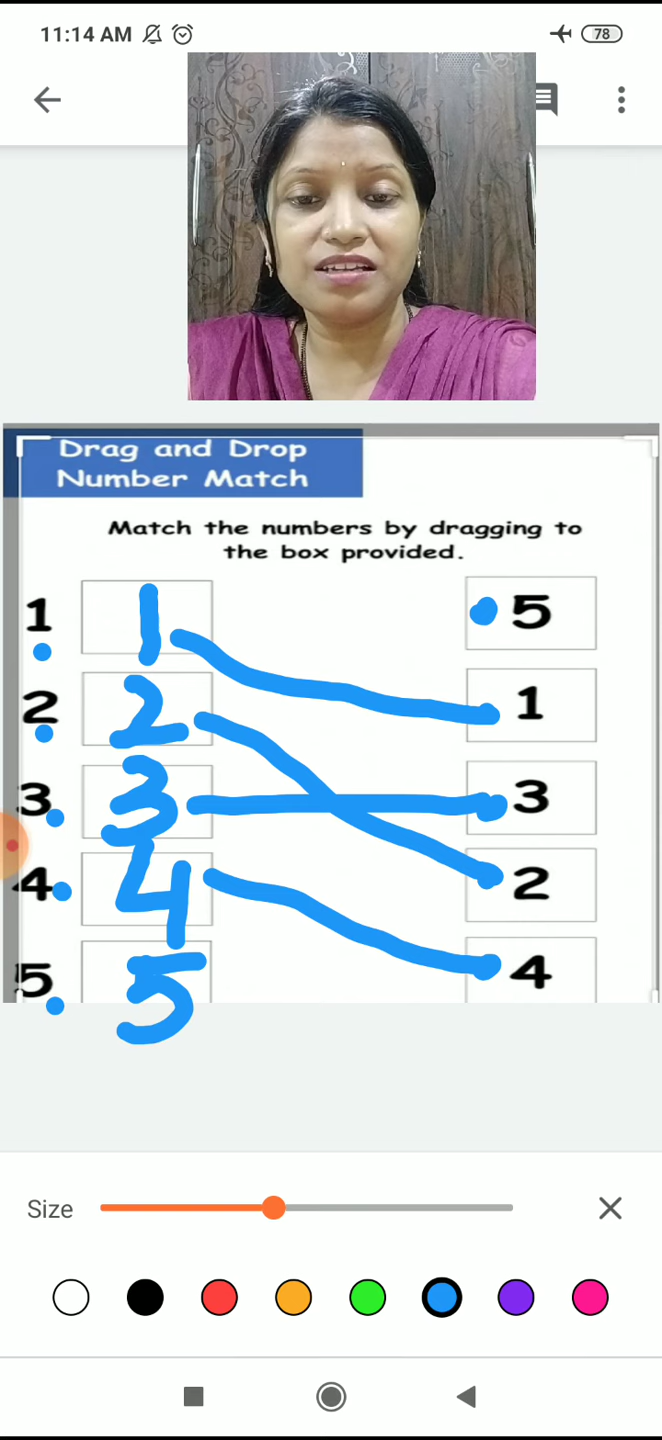 11:14 AM 78
Drag and Drop
Number Match
Match the numbers by dragging to
the box provided.
1 1 5
2 2 1
3 3 3
4 4 2
5 5 4
Size